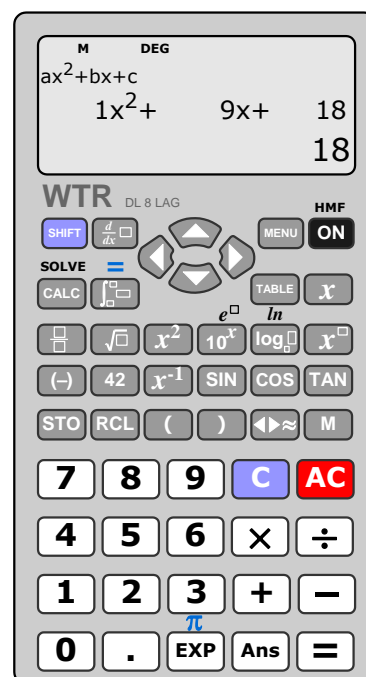 M DEG
ax²+bx+c
1x²+ 9x+ 18
18
WTR DL 8 LAG
HMF
SHIFT d/dx□ MENU ON
SOLVE =
CALC ∫□ TABLE x
e□ ln
□/□ √□ x² 10ˣ log□□ x□
(–) 42 x⁻¹ SIN COS TAN
STO RCL ( ) ◀▶≈ M
7 8 9 C AC
4 5 6 × ÷
1 2 3 + −
π
0 . EXP Ans =